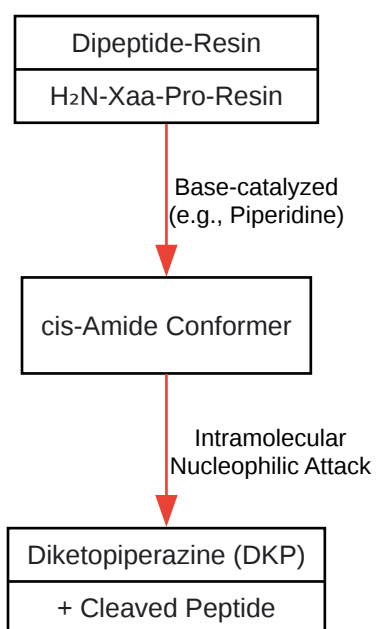 Dipeptide-Resin
H₂N-Xaa-Pro-Resin
Base-catalyzed
(e.g., Piperidine)
cis-Amide Conformer
Intramolecular
Nucleophilic Attack
Diketopiperazine (DKP)
+ Cleaved Peptide